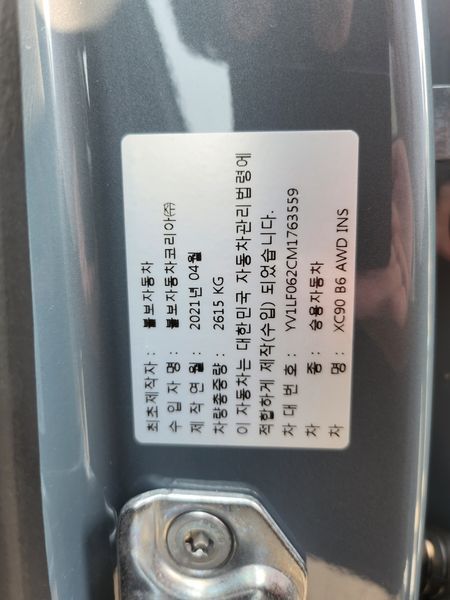 최초제작자 : 볼보자동차
수 입 자 명 : 볼보자동차코리아㈜
제 작 연 월 : 2021년 04월
차량총중량 : 2615 KG
이 자동차는 대한민국 자동차관리법령에
적합하게 제작(수입) 되었습니다.
차 대 번 호 : YV1LF062CM1763559
차 종 : 승용자동차
차 명 : XC90 B6 AWD INS